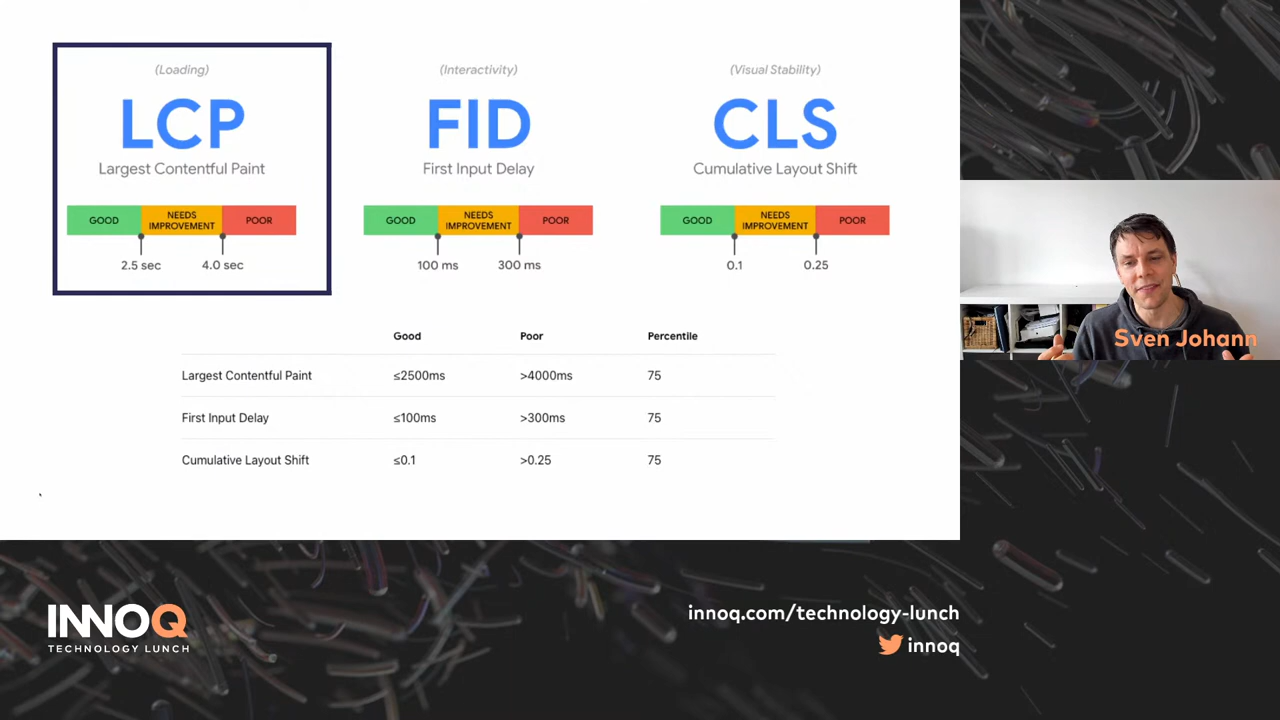 (Loading)
LCP
Largest Contentful Paint
GOOD
NEEDS
IMPROVEMENT
POOR
2.5 sec
4.0 sec
(Interactivity)
FID
First Input Delay
GOOD
NEEDS
IMPROVEMENT
POOR
100 ms
300 ms
(Visual Stability)
CLS
Cumulative Layout Shift
GOOD
NEEDS
IMPROVEMENT
POOR
0.1
0.25
Good Poor Percentile
Largest Contentful Paint ≤2500ms >4000ms 75
First Input Delay ≤100ms >300ms 75
Cumulative Layout Shift ≤0.1 >0.25 75
Sven Johann
INNOQ
TECHNOLOGY LUNCH
innoq.com/technology-lunch
innoq